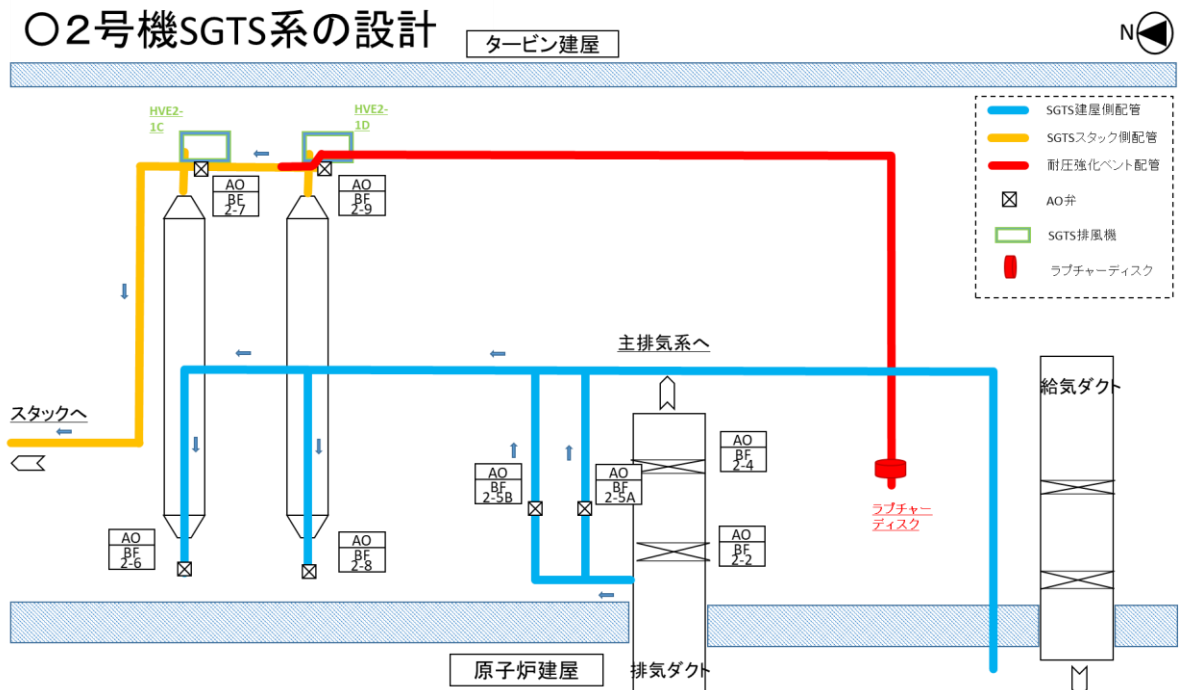 〇２号機SGTS系の設計
タービン建屋
N
HVE2-
1C
HVE2-
1D
SGTS建屋側配管
SGTSスタック側配管
耐圧強化ベント配管
AO弁
SGTS排風機
ラプチャーディスク
AO
BF
2-7
AO
BF
2-9
主排気系へ
給気ダクト
スタックへ
AO
BF
2-4
AO
BF
2-5B
AO
BF
2-5A
ラプチャー
ディスク
AO
BF
2-6
AO
BF
2-8
AO
BF
2-2
原子炉建屋
排気ダクト